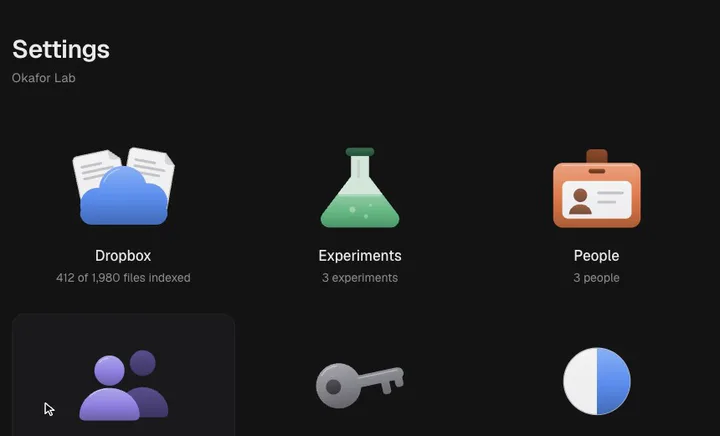 Settings
Okafor Lab
Dropbox
Experiments
People
412 of 1,980 files indexed
3 experiments
3 people